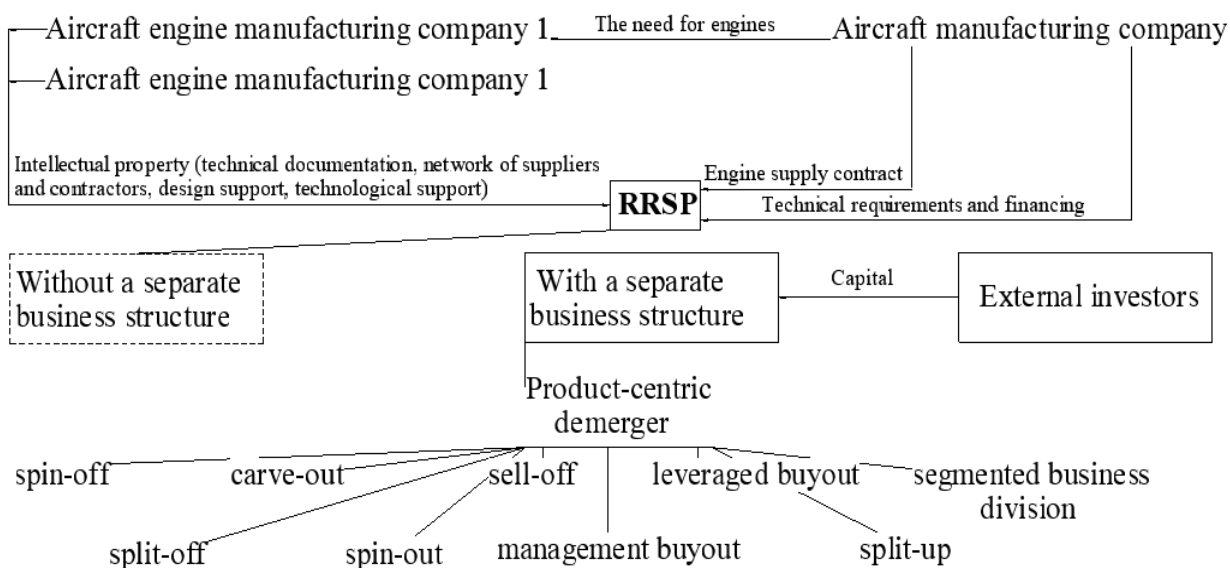 Aircraft engine manufacturing company 1
The need for engines
Aircraft manufacturing company
Aircraft engine manufacturing company 1
Intellectual property (technical documentation, network of suppliers
and contractors, design support, technological support)
Engine supply contract
RRSP
Technical requirements and financing
Without a separate
business structure
With a separate
business structure
Capital
External investors
Product-centric
demerger
spin-off
carve-out
sell-off
leveraged buyout
segmented business
division
split-off
spin-out
management buyout
split-up